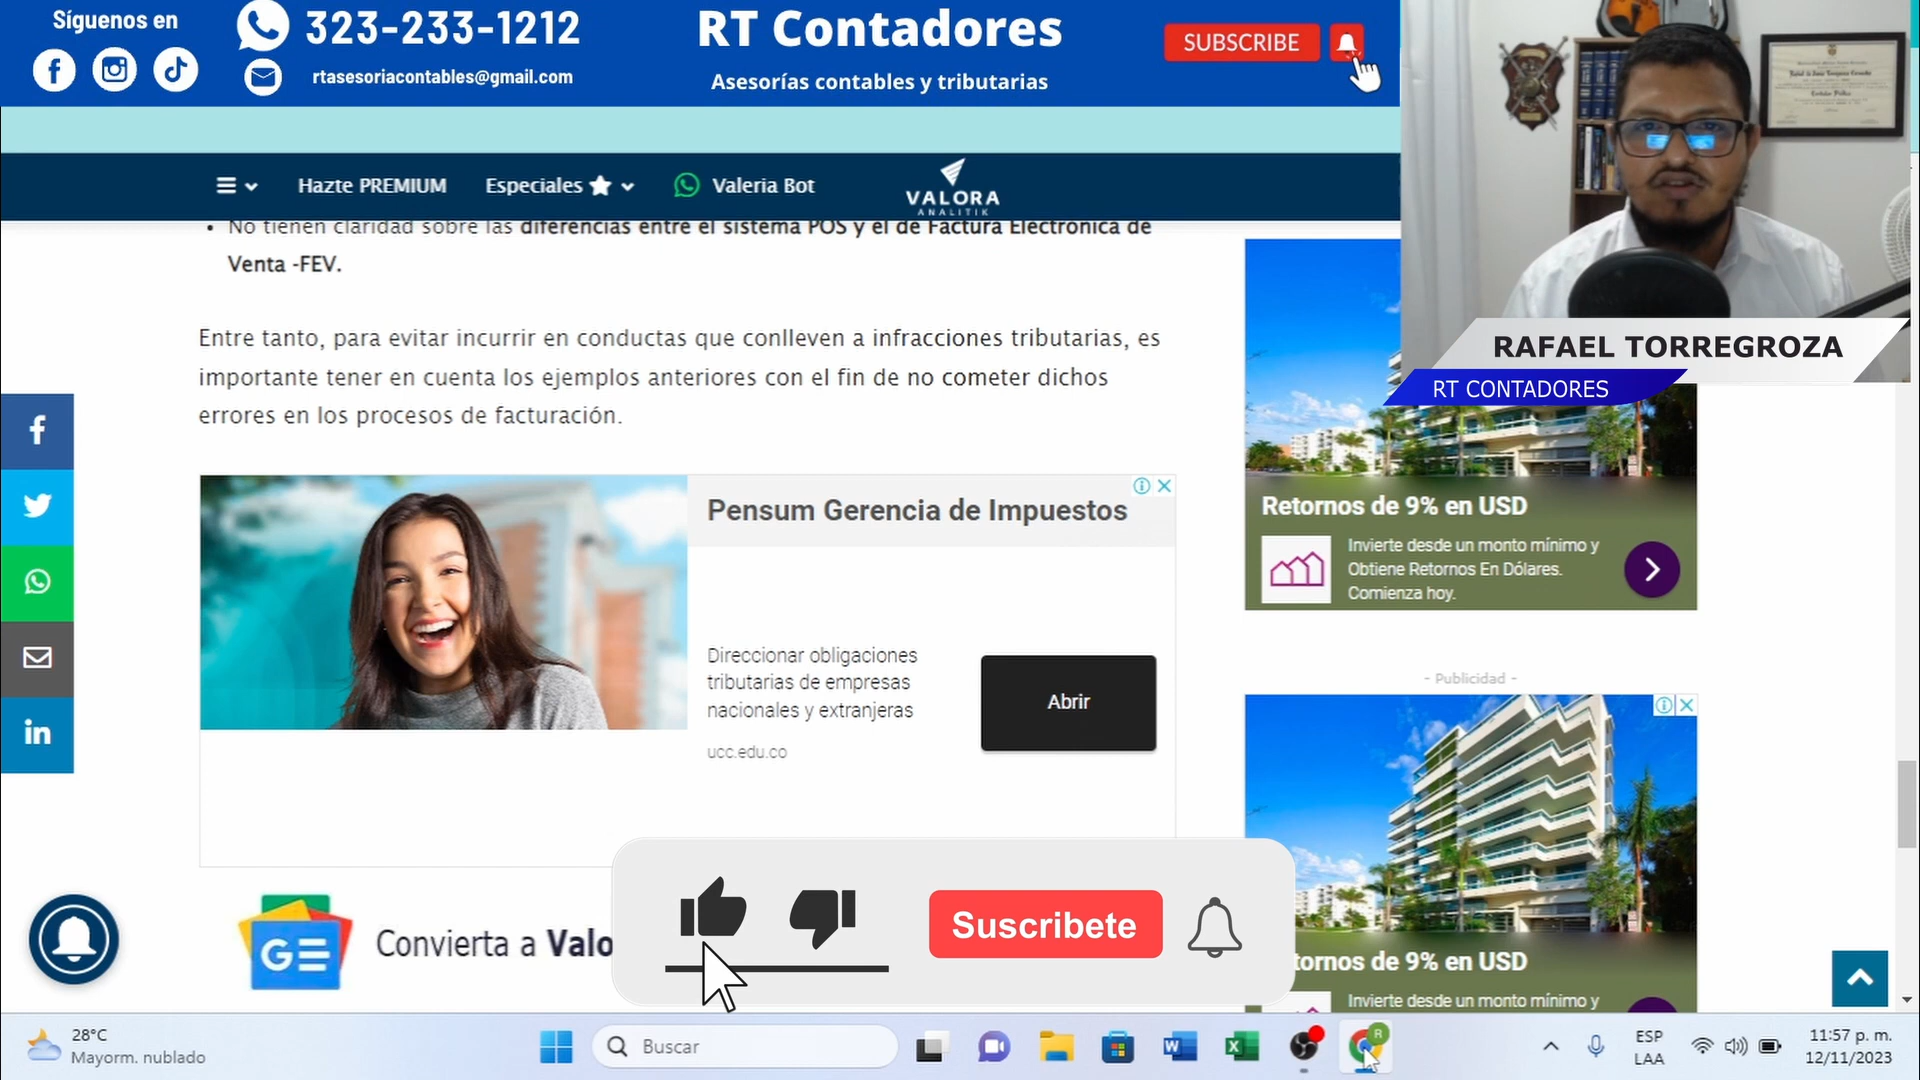 Síguenos en
323-233-1212
rtasesoriacontables@gmail.com
RT Contadores
Asesorías contables y tributarias
SUBSCRIBE
Hazte PREMIUM
Especiales
Valeria Bot
VALORA
ANALITIK
RAFAEL TORREGROZA
RT CONTADORES
No tienen claridad sobre las diferencias entre el sistema POS y el de Factura Electrónica de
Venta -FEV.
Entre tanto, para evitar incurrir en conductas que conlleven a infracciones tributarias, es
importante tener en cuenta los ejemplos anteriores con el fin de no cometer dichos
errores en los procesos de facturación.
Pensum Gerencia de Impuestos
Direccionar obligaciones
tributarias de empresas
nacionales y extranjeras
ucc.edu.co
Abrir
Retornos de 9% en USD
Invierte desde un monto mínimo y
Obtiene Retornos En Dólares.
Comienza hoy.
- Publicidad -
tornos de 9% en USD
Invierte desde un monto mínimo y
GE
Convierta a Valo
Suscribete
28°C
Mayorm. nublado
Buscar
R
ESP
LAA
11:57 p. m.
12/11/2023